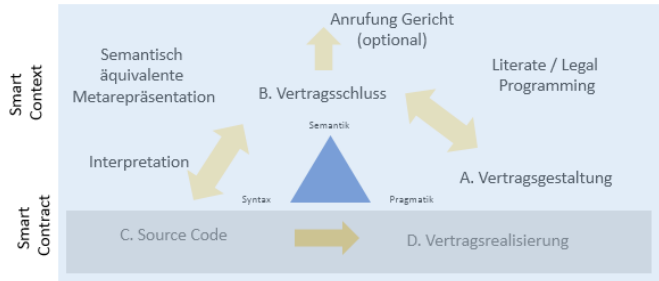 Anrufung Gericht
(optional)
Semantisch
äquivalente
Metarepräsentation
Literate / Legal
Programming
Smart
Context
B. Vertragsschluss
Semantik
Interpretation
A. Vertragsgestaltung
Syntax
Pragmatik
Smart
Contract
C. Source Code
D. Vertragsrealisierung